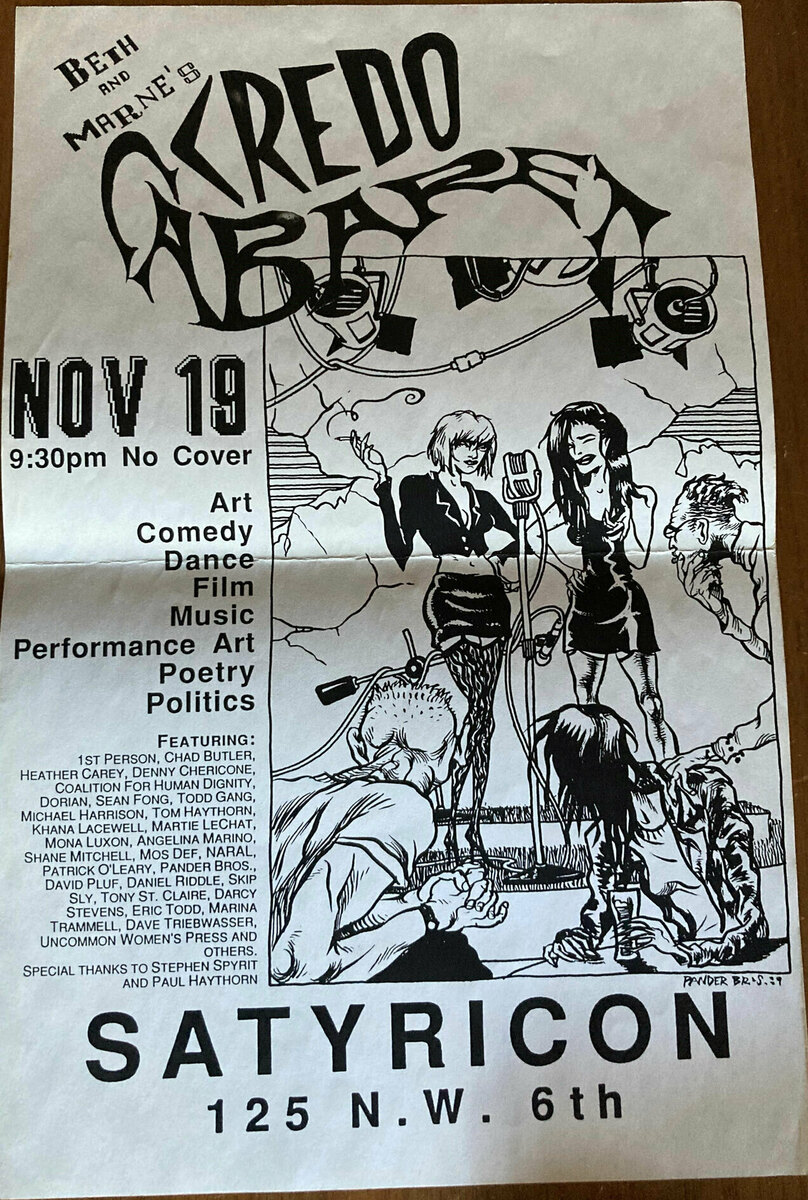 BETH
AND
MARNE'S
CREDO
CABARET
NOV 19
9:30pm No Cover
Art
Comedy
Dance
Film
Music
Performance Art
Poetry
Politics
FEATURING:
1ST PERSON, CHAD BUTLER,
HEATHER CAREY, DENNY CHERICONE,
COALITION FOR HUMAN DIGNITY,
DORIAN, SEAN FONG, TODD GANG,
MICHAEL HARRISON, TOM HAYTHORN,
KHANA LACEWELL, MARTIE LECHAT,
MONA LUXON, ANGELINA MARINO,
SHANE MITCHELL, MOS DEF, NARAL,
PATRICK O'LEARY, PANDER BROS.,
DAVID PLUF, DANIEL RIDDLE, SKIP
SLY, TONY ST. CLAIRE, DARCY
STEVENS, ERIC TODD, MARINA
TRAMMELL, DAVE TRIEBWASSER,
UNCOMMON WOMEN'S PRESS AND
OTHERS.
SPECIAL THANKS TO STEPHEN SPYRIT
AND PAUL HAYTHORN
PANDER BROS.
SATYRICON
125 N.W. 6th